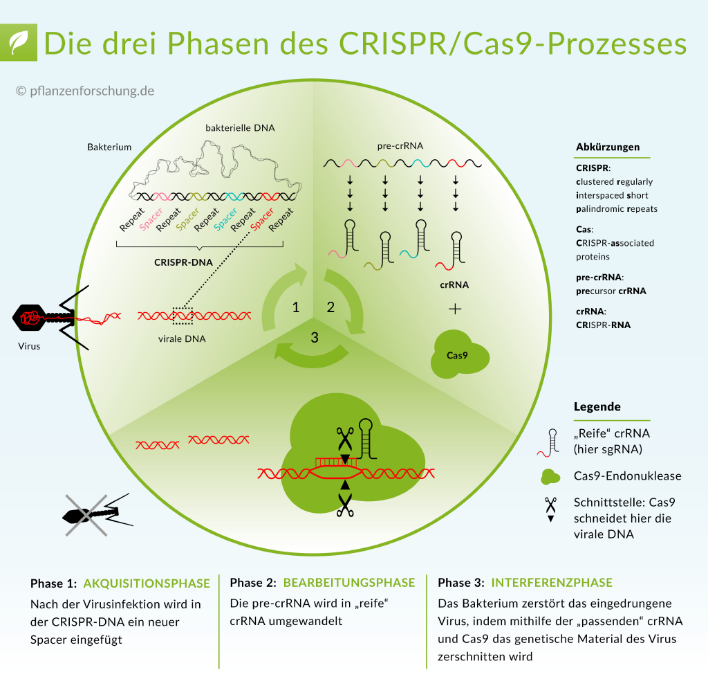 Die drei Phasen des CRISPR/Cas9-Prozesses
© pflanzenforschung.de
Bakterium
bakterielle DNA
Repeat
Spacer
Repeat
Spacer
Repeat
Spacer
Repeat
Spacer
Repeat
CRISPR-DNA
Virus
virale DNA
pre-crRNA
crRNA
+
Cas9
1
2
3
Abkürzungen
CRISPR:
clustered regularly
interspaced short
palindromic repeats
Cas:
CRISPR-associated
proteins
pre-crRNA:
precursor crRNA
crRNA:
CRISPR-RNA
Legende
„Reife“ crRNA
(hier sgRNA)
Cas9-Endonuklease
Schnittstelle: Cas9
schneidet hier die
virale DNA
Phase 1: AKQUISITIONSPHASE
Nach der Virusinfektion wird in
der CRISPR-DNA ein neuer
Spacer eingefügt
Phase 2: BEARBEITUNGSPHASE
Die pre-crRNA wird in „reife“
crRNA umgewandelt
Phase 3: INTERFERENZPHASE
Das Bakterium zerstört das eingedrungene
Virus, indem mithilfe der „passenden“ crRNA
und Cas9 das genetische Material des Virus
zerschnitten wird